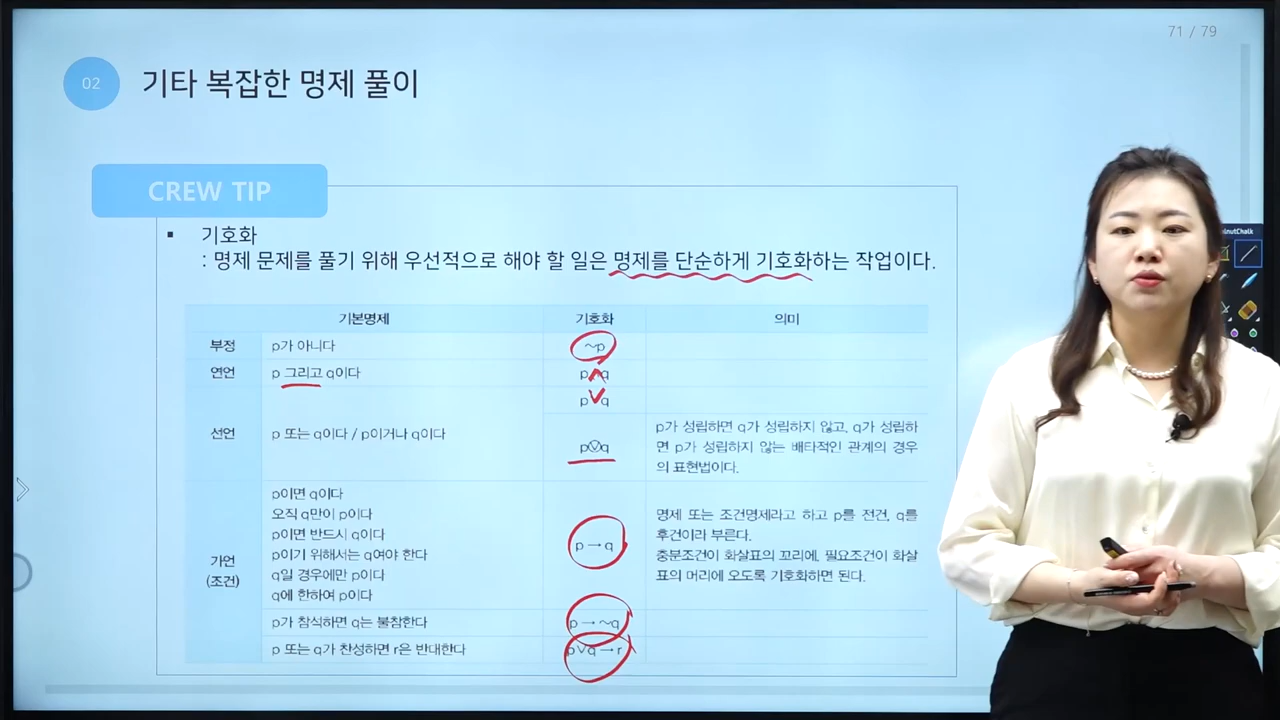 71 / 79
02
기타 복잡한 명제 풀이
CREW TIP
▪ 기호화
: 명제 문제를 풀기 위해 우선적으로 해야 할 일은 명제를 단순하게 기호화하는 작업이다.
기본명제 기호화 의미
부정 p가 아니다 ~p
연언 p 그리고 q이다 p∧q
p∨q
선언 p 또는 q이다 / p이거나 q이다 p⊻q
p가 성립하면 q가 성립하지 않고, q가 성립하
면 p가 성립하지 않는 배타적인 관계의 경우
의 표현법이다.
가언
(조건)
p이면 q이다
오직 q만이 p이다
p이면 반드시 q이다
p이기 위해서는 q여야 한다
q일 경우에만 p이다
q에 한하여 p이다
p → q
명제 또는 조건명제라고 하고 p를 전건, q를
후건이라 부른다.
충분조건이 화살표의 꼬리에, 필요조건이 화살
표의 머리에 오도록 기호화하면 된다.
p가 참석하면 q는 불참한다 p → ~q
p 또는 q가 찬성하면 r은 반대한다 p∨q → r